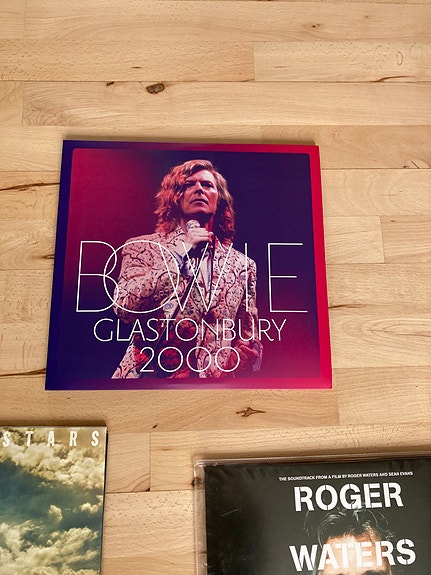 BOWIE
GLASTONBURY
2000
STARS
THE SOUNDTRACK FROM A FILM BY ROGER WATERS AND SEAN EVANS
ROGER
WATERS